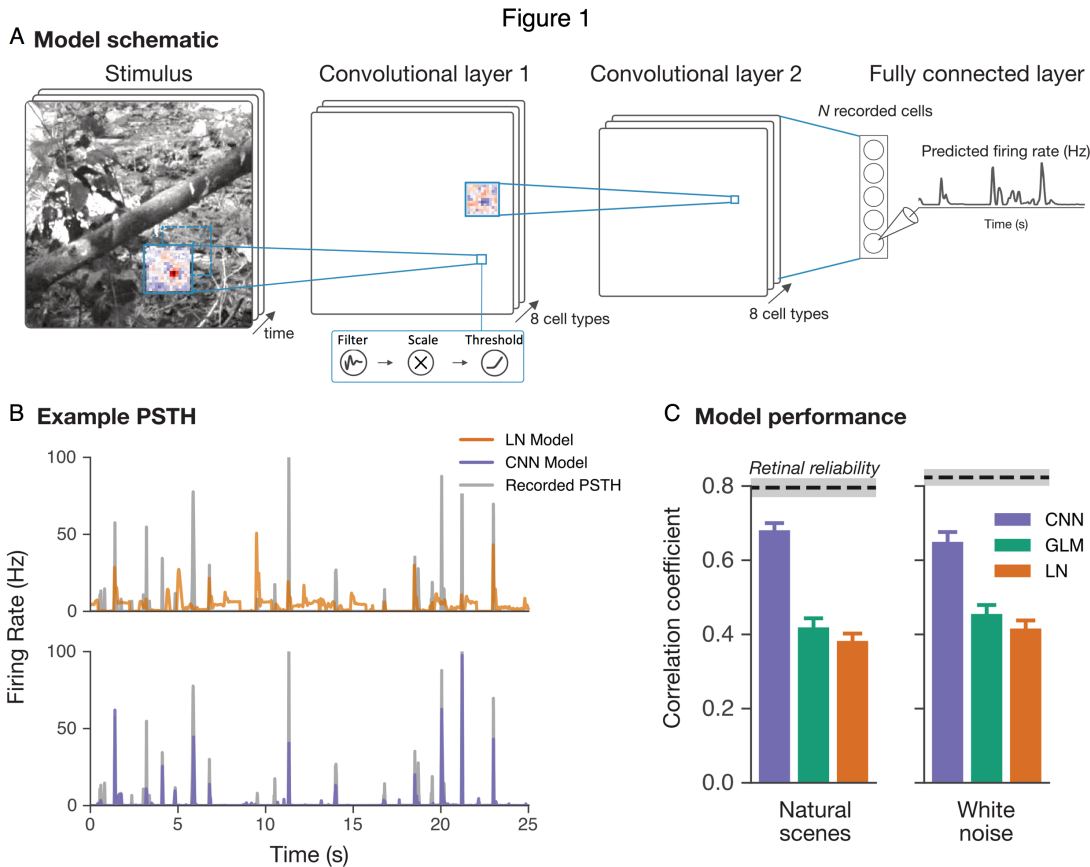 Figure 1
A Model schematic
Stimulus
Convolutional layer 1
Convolutional layer 2
Fully connected layer
N recorded cells
Predicted firing rate (Hz)
Time (s)
time
8 cell types
8 cell types
Filter
Scale
Threshold
B Example PSTH
LN Model
CNN Model
Recorded PSTH
100
50
0
100
50
0
Firing Rate (Hz)
0
5
10
15
20
25
Time (s)
C Model performance
Retinal reliability
Correlation coefficient
0.8
0.6
0.4
0.2
0.0
CNN
GLM
LN
Natural
scenes
White
noise